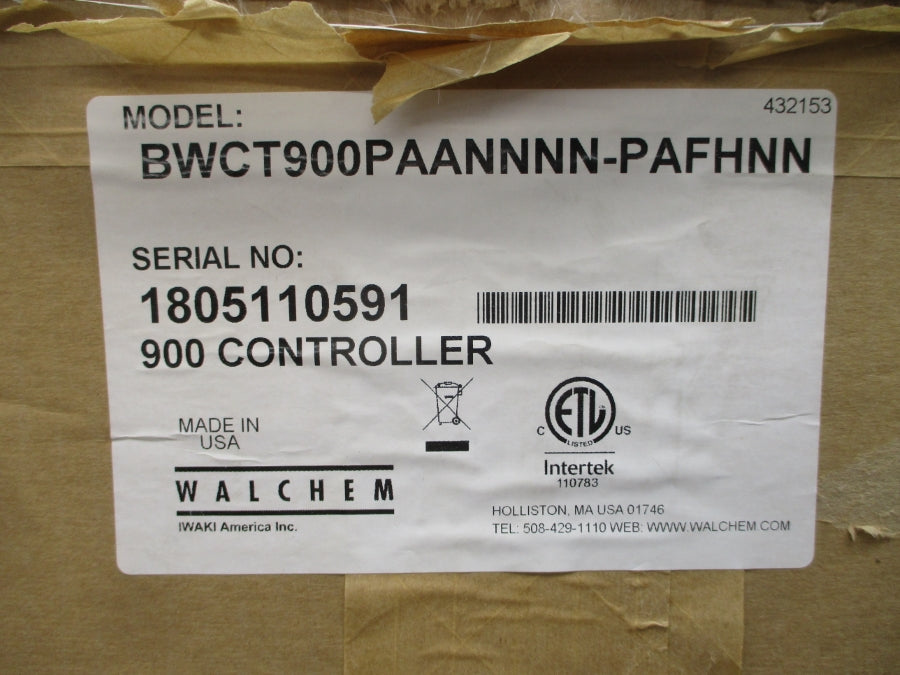 432153
MODEL:
BWCT900PAANNNN-PAFHNN
SERIAL NO:
1805110591
900 CONTROLLER
MADE IN
USA
WALCHEM
IWAKI America Inc.
ETL
C US
LISTED
Intertek
110783
HOLLISTON, MA USA 01746
TEL: 508-429-1110 WEB: WWW.WALCHEM.COM